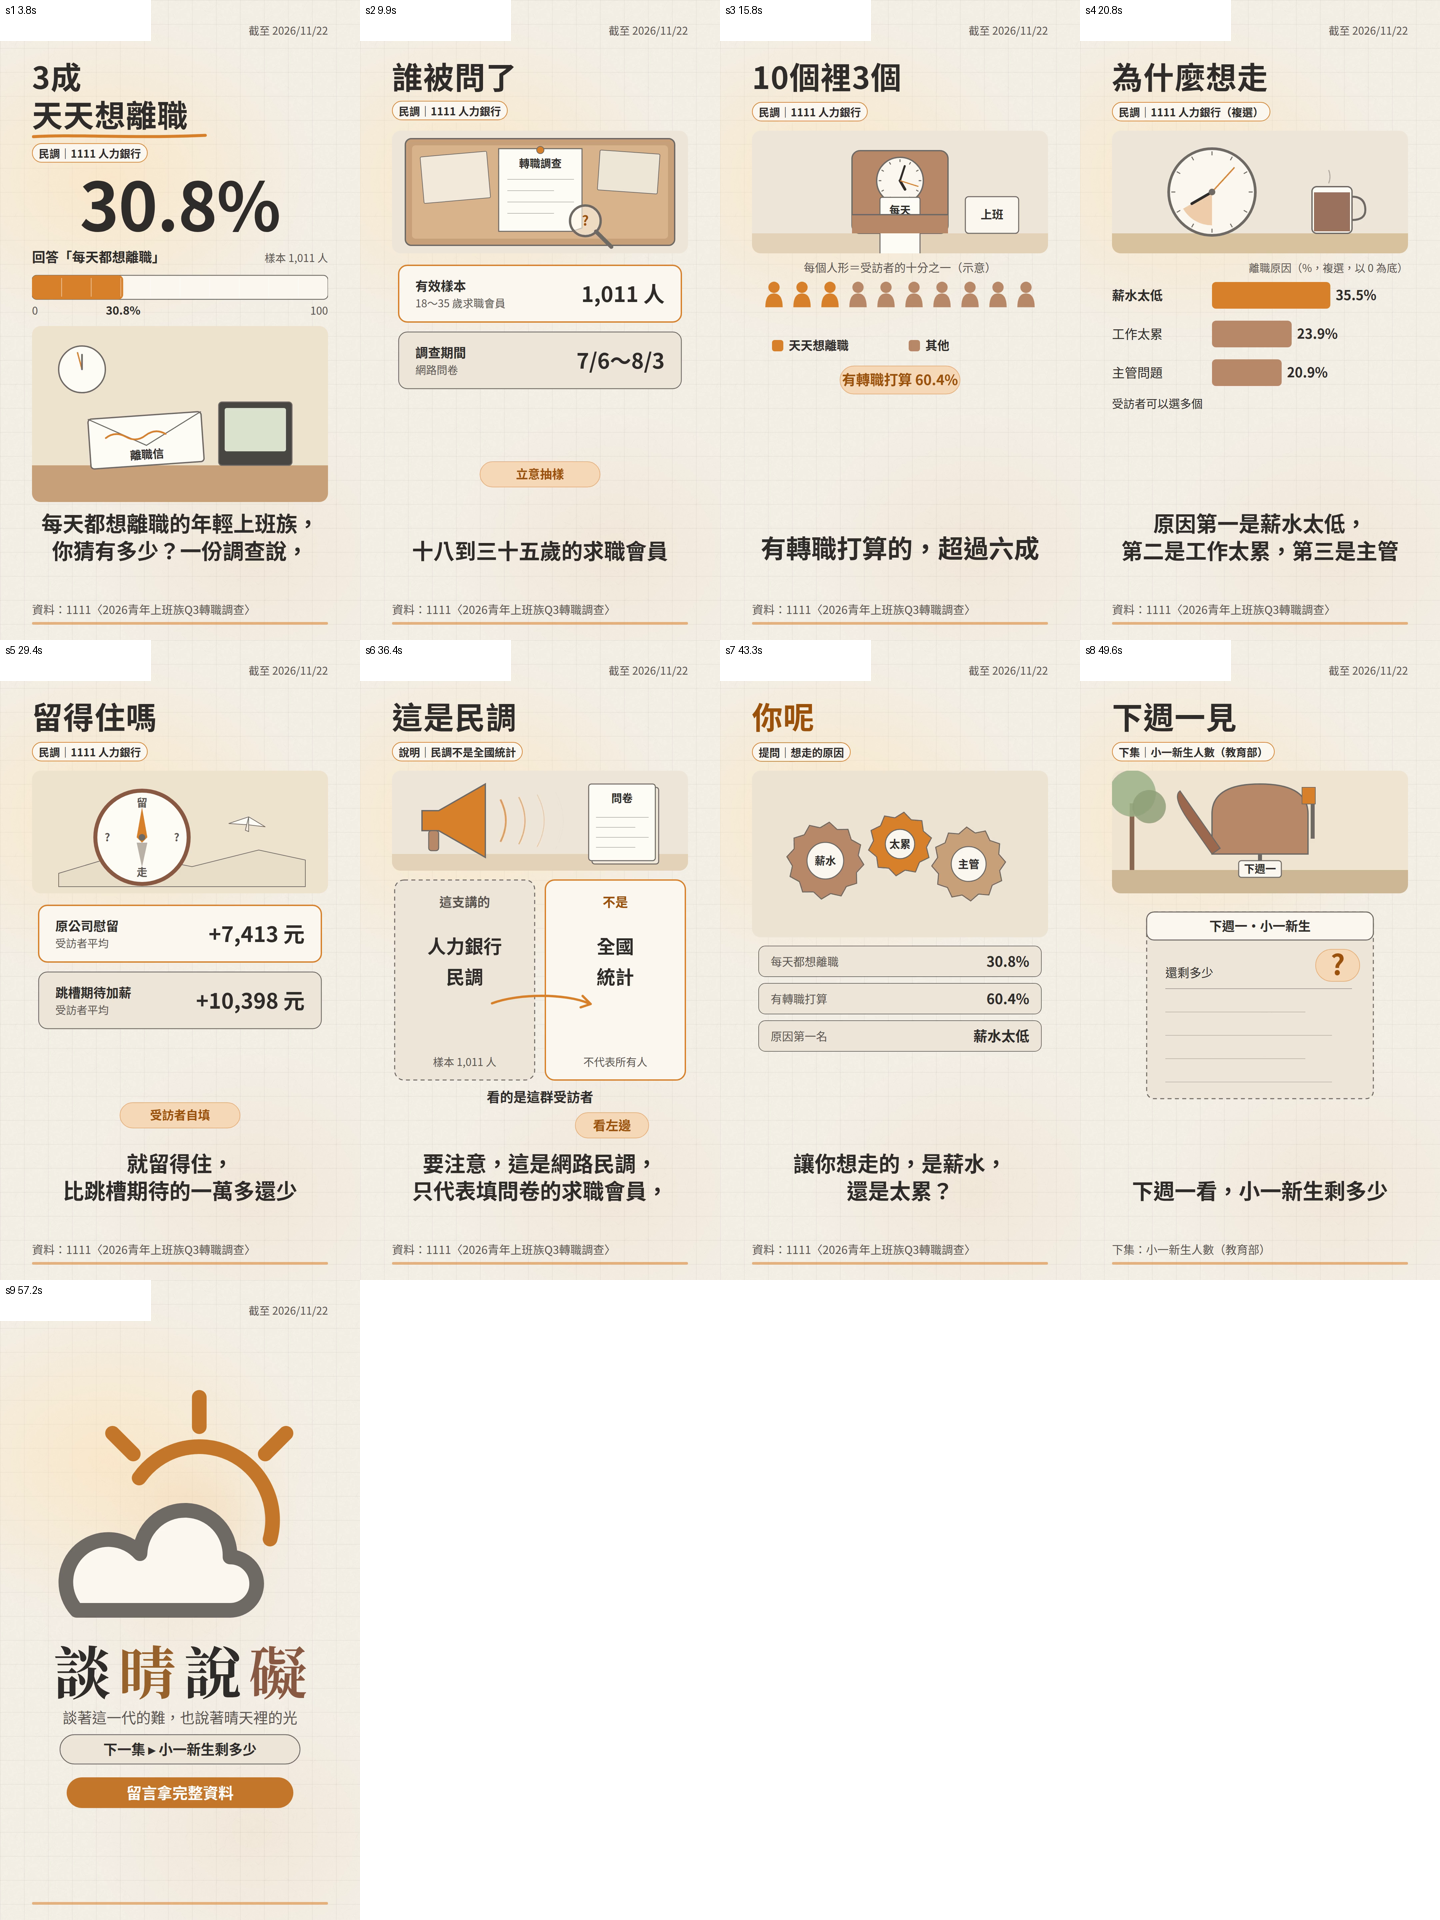 s1 3.8s
截至 2026/11/22
3成
天天想離職
民調｜1111 人力銀行
30.8%
回答「每天都想離職」
樣本 1,011 人
0
30.8%
100
離職信
每天都想離職的年輕上班族，
你猜有多少？一份調查說，
資料：1111〈2026青年上班族Q3轉職調查〉
s2 9.9s
截至 2026/11/22
誰被問了
民調｜1111 人力銀行
轉職調查
?
有效樣本
18～35 歲求職會員
1,011 人
調查期間
網路問卷
7/6～8/3
立意抽樣
十八到三十五歲的求職會員
資料：1111〈2026青年上班族Q3轉職調查〉
s3 15.8s
截至 2026/11/22
10個裡3個
民調｜1111 人力銀行
每天
上班
每個人形＝受訪者的十分之一（示意）
天天想離職
其他
有轉職打算 60.4%
有轉職打算的，超過六成
資料：1111〈2026青年上班族Q3轉職調查〉
s4 20.8s
截至 2026/11/22
為什麼想走
民調｜1111 人力銀行（複選）
離職原因（%，複選，以 0 為底）
薪水太低
35.5%
工作太累
23.9%
主管問題
20.9%
受訪者可以選多個
原因第一是薪水太低，
第二是工作太累，第三是主管
資料：1111〈2026青年上班族Q3轉職調查〉
s5 29.4s
截至 2026/11/22
留得住嗎
民調｜1111 人力銀行
留
?
?
走
原公司慰留
受訪者平均
+7,413 元
跳槽期待加薪
受訪者平均
+10,398 元
受訪者自填
就留得住，
比跳槽期待的一萬多還少
資料：1111〈2026青年上班族Q3轉職調查〉
s6 36.4s
截至 2026/11/22
這是民調
說明｜民調不是全國統計
問卷
這支講的
人力銀行
民調
樣本 1,011 人
不是
全國
統計
不代表所有人
看的是這群受訪者
看左邊
要注意，這是網路民調，
只代表填問卷的求職會員，
資料：1111〈2026青年上班族Q3轉職調查〉
s7 43.3s
截至 2026/11/22
你呢
提問｜想走的原因
薪水
太累
主管
每天都想離職
30.8%
有轉職打算
60.4%
原因第一名
薪水太低
讓你想走的，是薪水，
還是太累？
資料：1111〈2026青年上班族Q3轉職調查〉
s8 49.6s
截至 2026/11/22
下週一見
下集｜小一新生人數（教育部）
下週一
下週一・小一新生
還剩多少
?
下週一看，小一新生剩多少
下集：小一新生人數（教育部）
s9 57.2s
截至 2026/11/22
談晴說礙
談著這一代的難，也說著晴天裡的光
下一集 ▸ 小一新生剩多少
留言拿完整資料